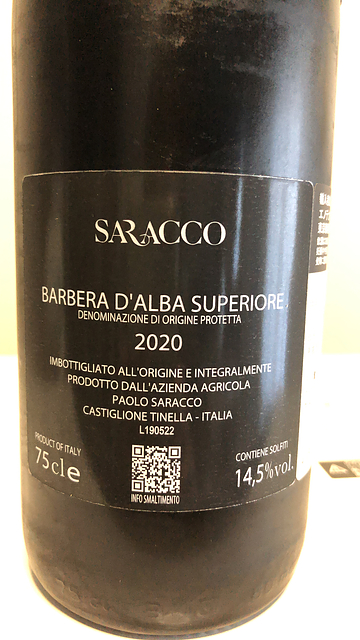 SARACCO
BARBERA D'ALBA SUPERIORE
DENOMINAZIONE DI ORIGINE PROTETTA
2020
IMBOTTIGLIATO ALL'ORIGINE E INTEGRALMENTE
PRODOTTO DALL'AZIENDA AGRICOLA
PAOLO SARACCO
CASTIGLIONE TINELLA - ITALIA
L190522
PRODUCT OF ITALY
75cl e
INFO SMALTIMENTO
CONTIENE SOLFITI
14,5%vol.